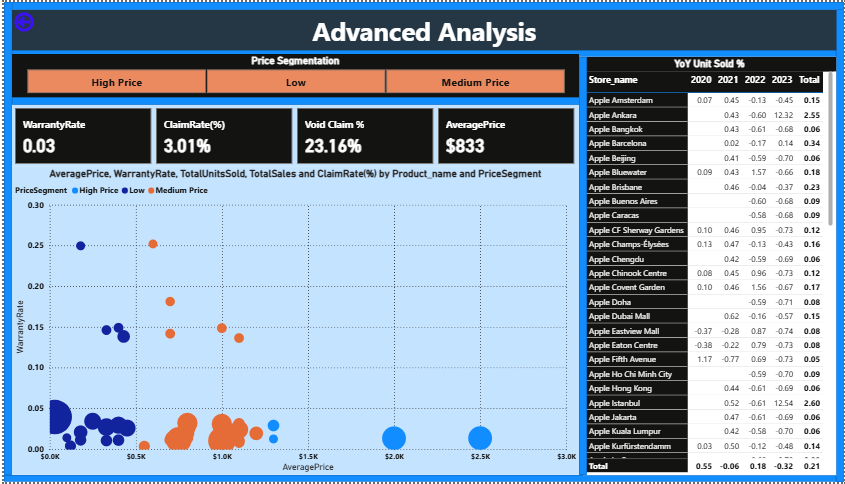 Advanced Analysis
Price Segmentation
High Price Low Medium Price
WarrantyRate ClaimRate(%) Void Claim % AveragePrice
0.03 3.01% 23.16% $833
AveragePrice, WarrantyRate, TotalUnitsSold, TotalSales and ClaimRate(%) by Product_name and PriceSegment
PriceSegment High Price Low Medium Price
0.30
0.25
0.20
0.15
0.10
0.05
0.00
WarrantyRate
$0.0K $0.5K $1.0K $1.5K $2.0K $2.5K $3.0K
AveragePrice
YoY Unit Sold %
Store_name 2020 2021 2022 2023 Total
Apple Amsterdam 0.07 0.45 -0.13 -0.45 0.15
Apple Ankara 0.43 -0.60 12.32 2.55
Apple Bangkok 0.43 -0.61 -0.68 0.06
Apple Barcelona 0.02 -0.17 0.14 0.34
Apple Beijing 0.41 -0.59 -0.70 0.06
Apple Bluewater 0.09 0.43 1.57 -0.66 0.18
Apple Brisbane 0.46 -0.04 -0.37 0.23
Apple Buenos Aires -0.60 -0.68 0.09
Apple Caracas -0.58 -0.68 0.09
Apple CF Sherway Gardens 0.10 0.46 0.95 -0.73 0.12
Apple Champs-Élysées 0.13 0.47 -0.13 -0.43 0.16
Apple Chengdu 0.42 -0.59 -0.69 0.06
Apple Chinook Centre 0.08 0.45 0.96 -0.73 0.12
Apple Covent Garden 0.10 0.46 1.56 -0.67 0.17
Apple Doha -0.59 -0.71 0.08
Apple Dubai Mall 0.62 -0.16 -0.57 0.15
Apple Eastview Mall -0.37 -0.28 0.87 -0.74 0.08
Apple Eaton Centre -0.38 -0.22 0.79 -0.73 0.08
Apple Fifth Avenue 1.17 -0.77 0.69 -0.73 0.05
Apple Ho Chi Minh City -0.59 -0.70 0.09
Apple Hong Kong 0.44 -0.61 -0.69 0.06
Apple Istanbul 0.52 -0.61 12.54 2.60
Apple Jakarta 0.47 -0.61 -0.69 0.06
Apple Kuala Lumpur 0.42 -0.58 -0.70 0.06
Apple Kurfürstendamm 0.03 0.50 -0.12 -0.48 0.14
Total 0.55 -0.06 0.18 -0.32 0.21